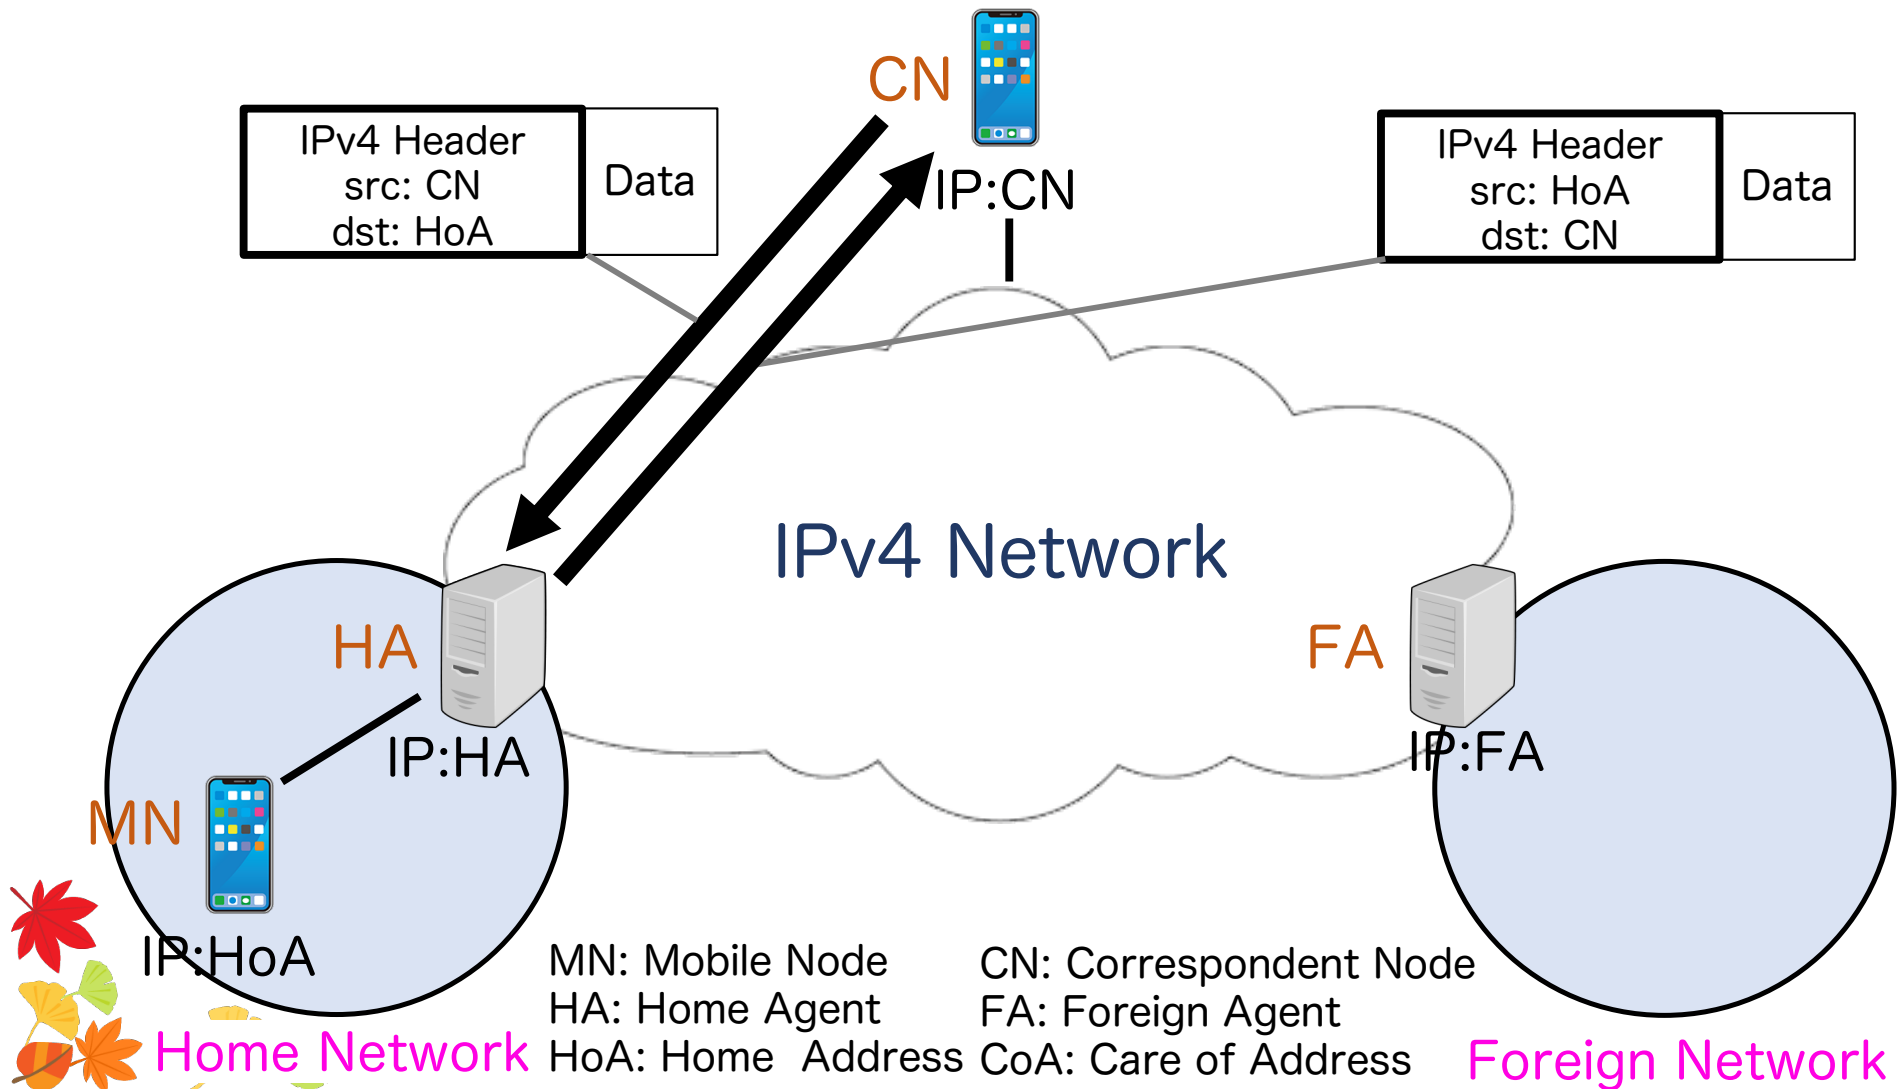 CN
IP:CN
IPv4 Header
src: CN
dst: HoA
Data
IPv4 Header
src: HoA
dst: CN
Data
IPv4 Network
HA
IP:HA
FA
IP:FA
MN
IP:HoA
Home Network
MN: Mobile Node
HA: Home Agent
HoA: Home Address
CN: Correspondent Node
FA: Foreign Agent
CoA: Care of Address
Foreign Network